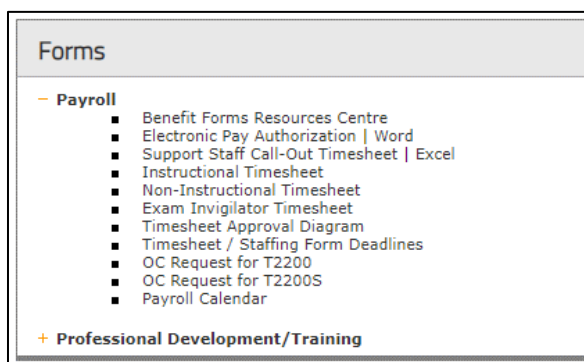 Forms
− Payroll
▪ Benefit Forms Resources Centre
▪ Electronic Pay Authorization | Word
▪ Support Staff Call-Out Timesheet | Excel
▪ Instructional Timesheet
▪ Non-Instructional Timesheet
▪ Exam Invigilator Timesheet
▪ Timesheet Approval Diagram
▪ Timesheet / Staffing Form Deadlines
▪ OC Request for T2200
▪ OC Request for T2200S
▪ Payroll Calendar
+ Professional Development/Training